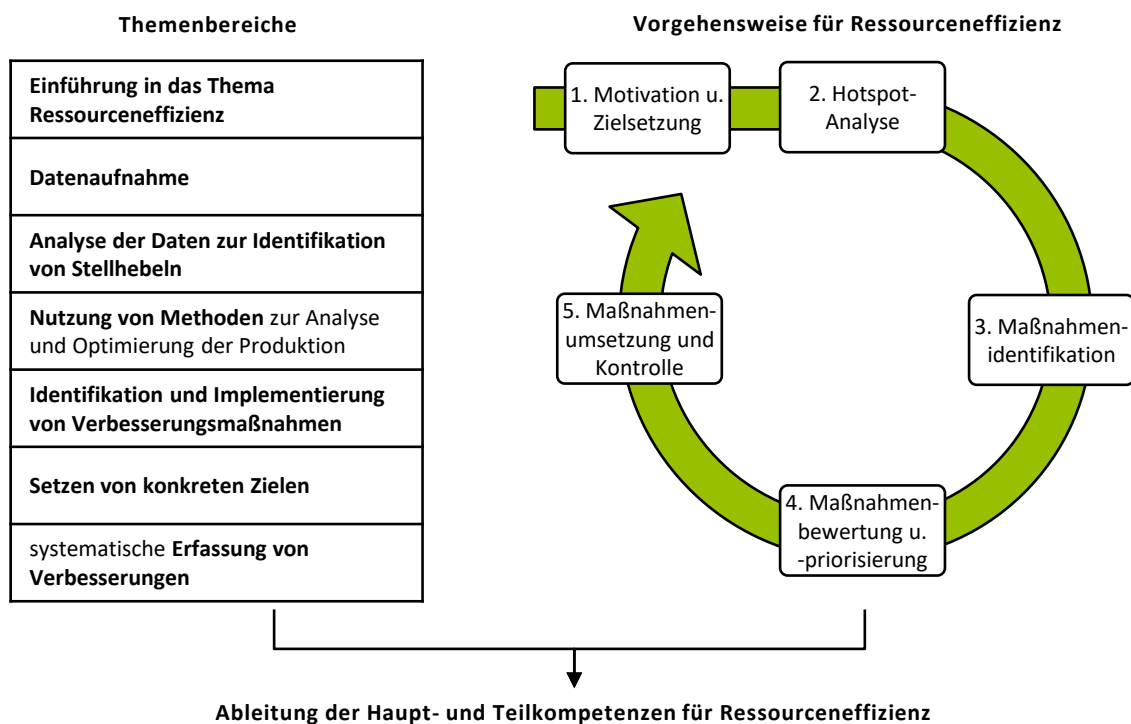 Themenbereiche
Einführung in das Thema
Ressourceneffizienz
Datenaufnahme
Analyse der Daten zur Identifikation
von Stellhebeln
Nutzung von Methoden zur Analyse
und Optimierung der Produktion
Identifikation und Implementierung
von Verbesserungsmaßnahmen
Setzen von konkreten Zielen
systematische Erfassung von
Verbesserungen
Vorgehensweise für Ressourceneffizienz
1. Motivation u.
Zielsetzung
2. Hotspot-
Analyse
3. Maßnahmen-
identifikation
4. Maßnahmen-
bewertung u.
-priorisierung
5. Maßnahmen-
umsetzung und
Kontrolle
Ableitung der Haupt- und Teilkompetenzen für Ressourceneffizienz